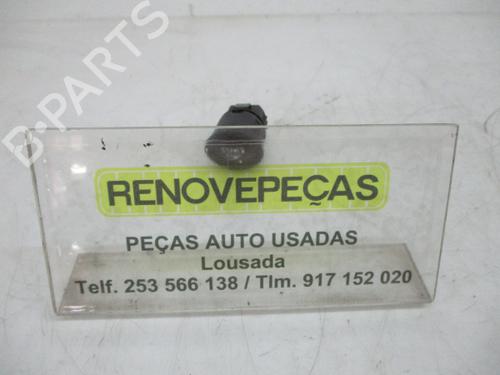 B-PARTS
RENOVEPEÇAS
PEÇAS AUTO USADAS
Lousada
Telf. 253 566 138 / Tlm. 917 152 020